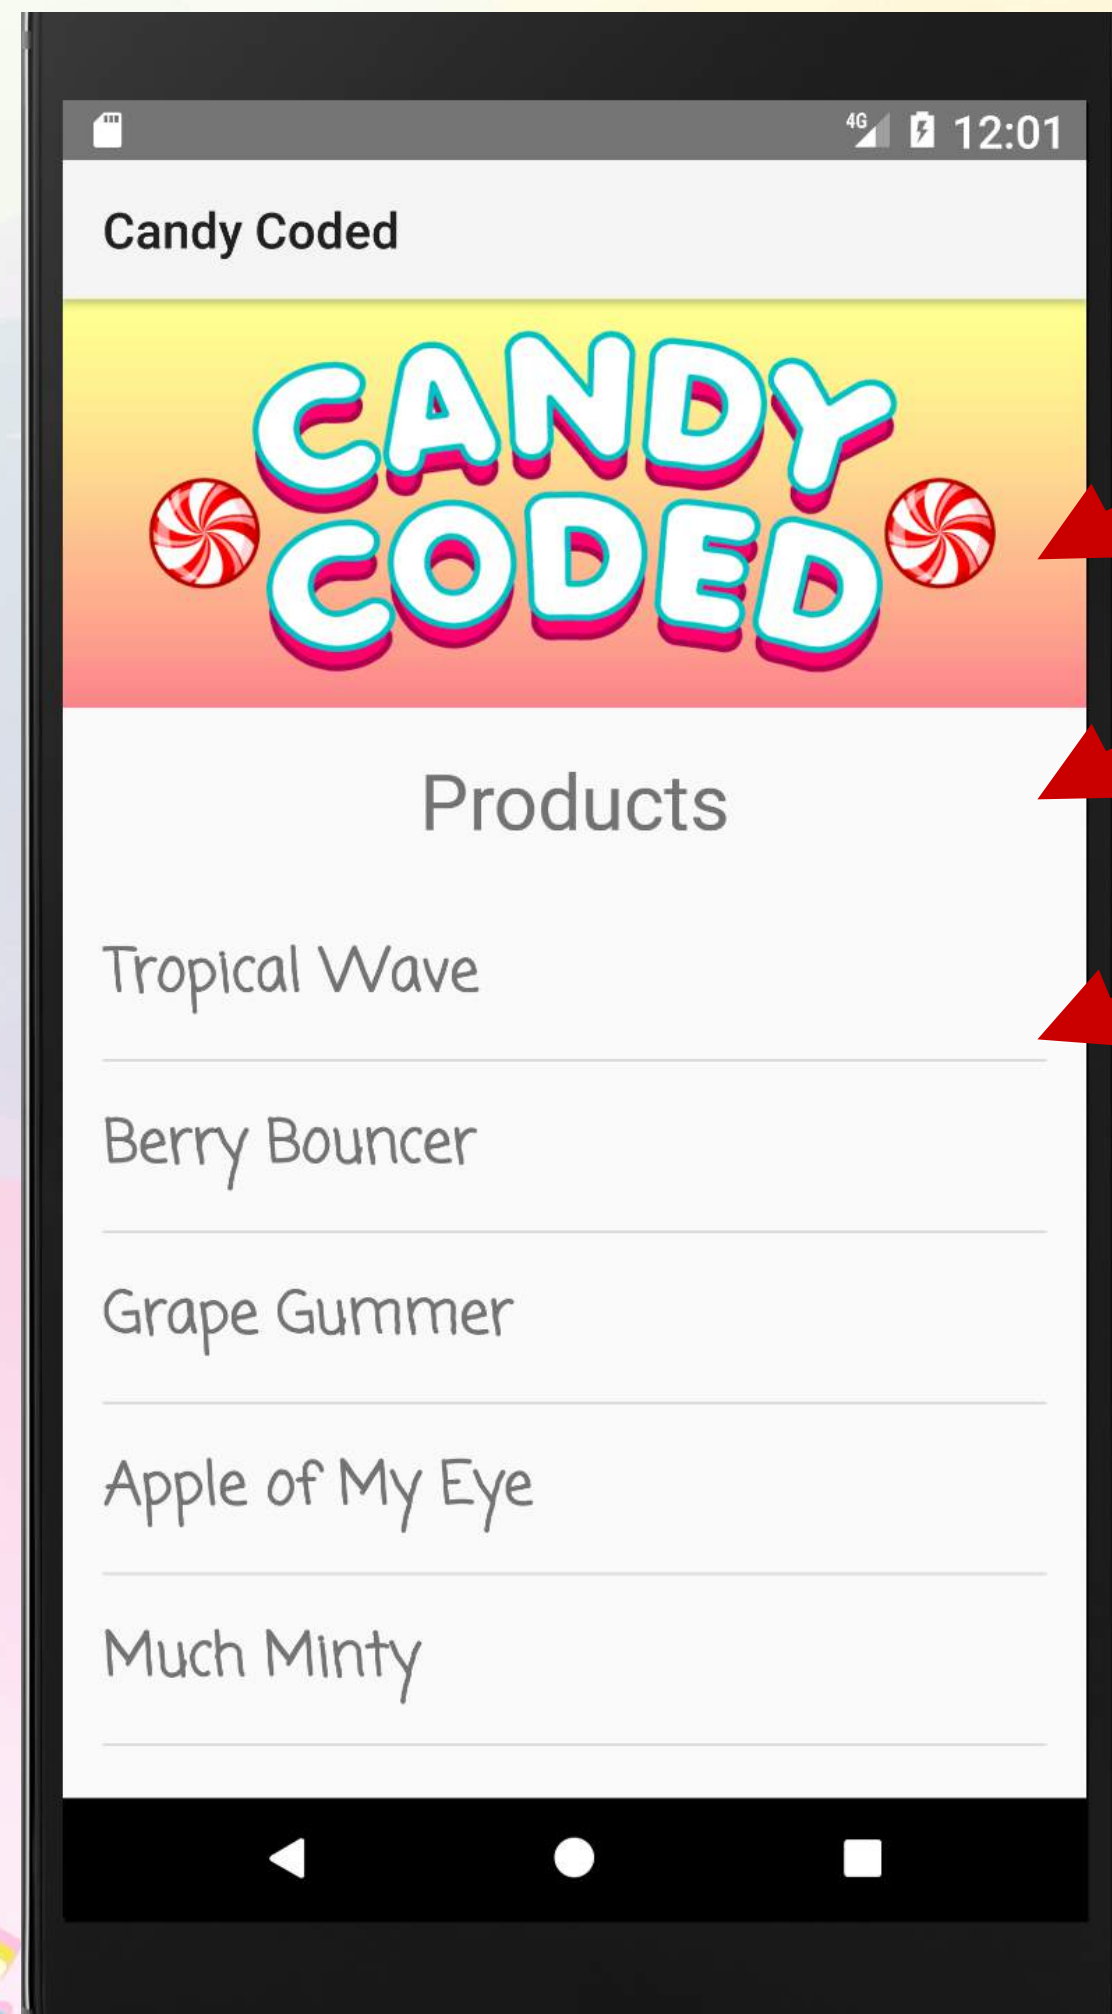 4G 12:01
Candy Coded
CANDY
CODED
Products
Tropical Wave
Berry Bouncer
Grape Gummer
Apple of My Eye
Much Minty